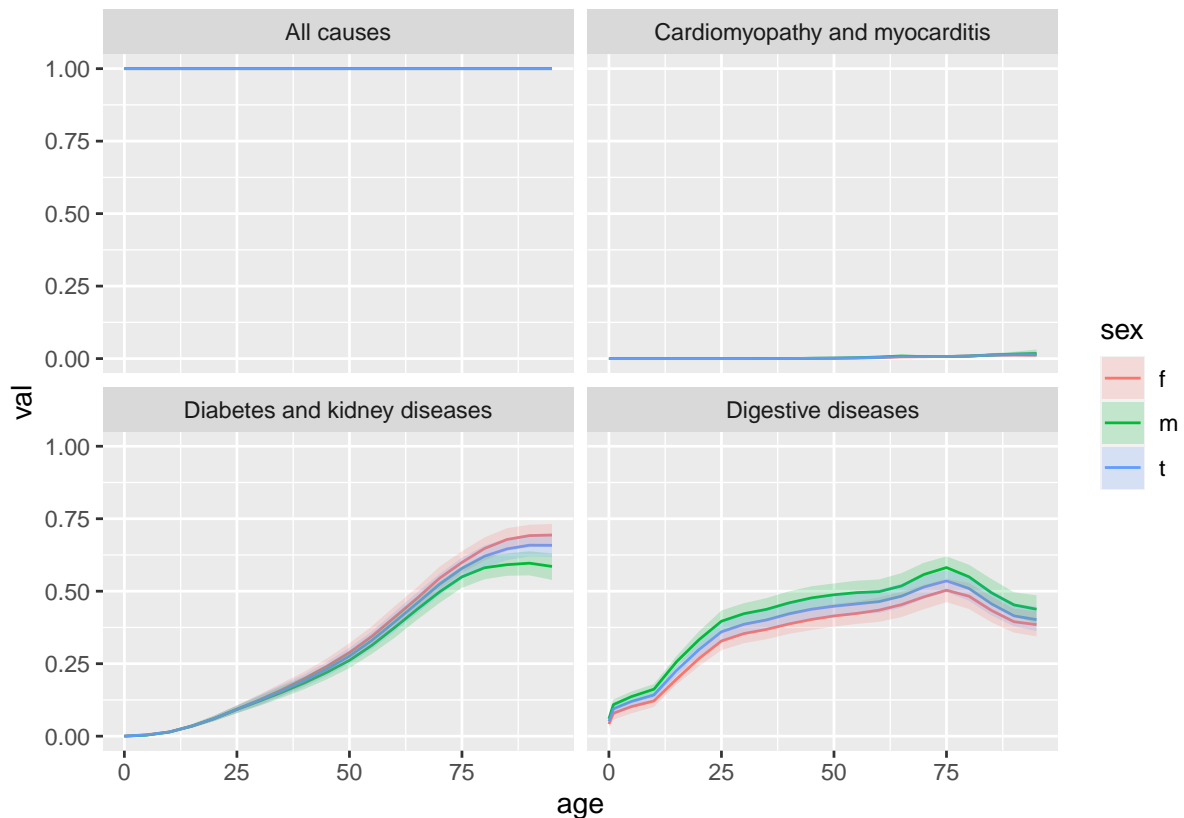 All causes
Cardiomyopathy and myocarditis
1.00
0.75
0.50
0.25
0.00
Diabetes and kidney diseases
Digestive diseases
1.00
0.75
0.50
0.25
0.00
0
25
50
75
0
25
50
75
age
val
sex
f
m
t